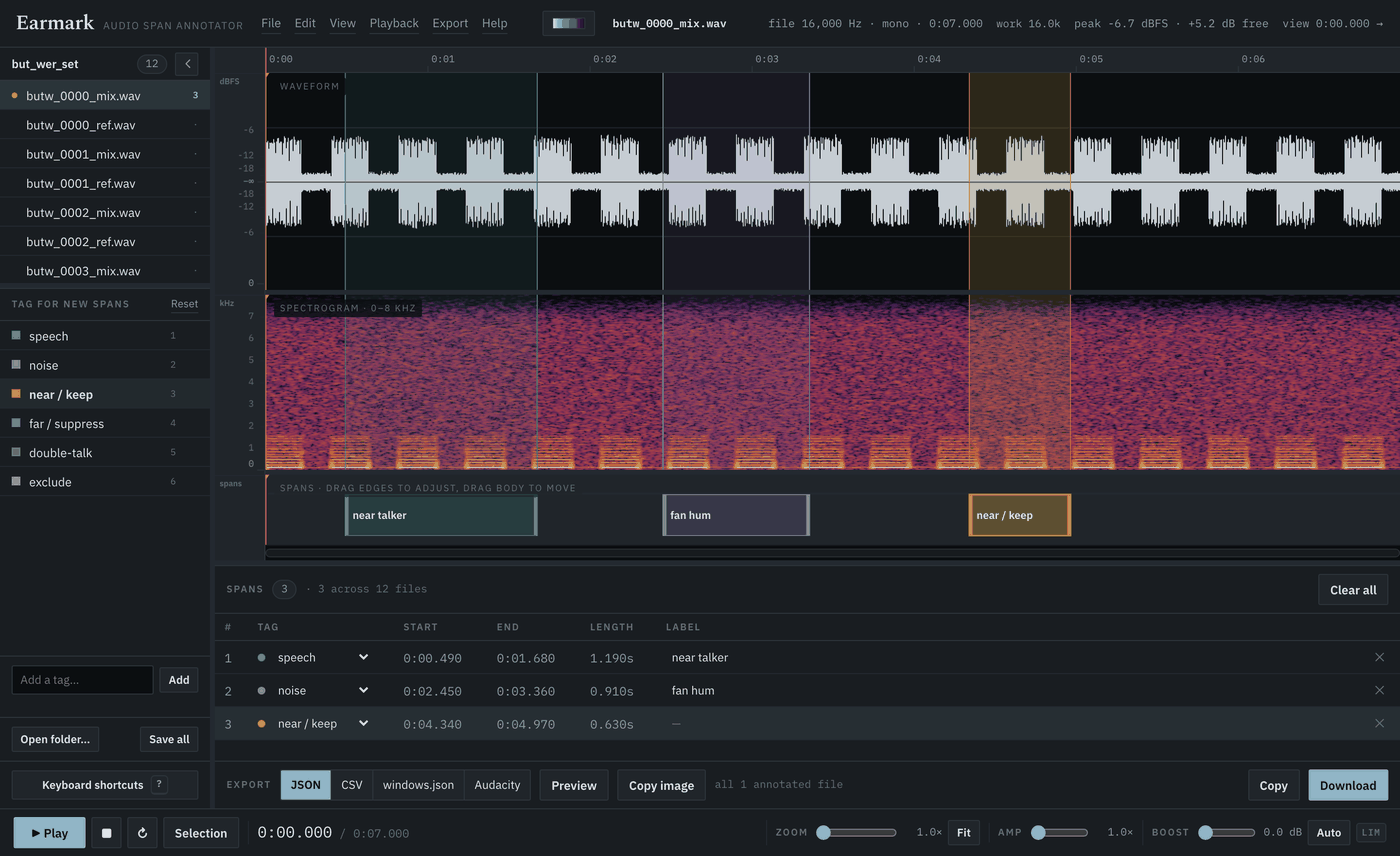 Earmark AUDIO SPAN ANNOTATOR File Edit View Playback Export Help butw_0000_mix.wav file 16,000 Hz · mono · 0:07.000 work 16.0k peak -6.7 dBFS · +5.2 dB free view 0:00.000 →
but_wer_set 12
butw_0000_mix.wav 3
butw_0000_ref.wav ·
butw_0001_mix.wav ·
butw_0001_ref.wav ·
butw_0002_mix.wav ·
butw_0002_ref.wav ·
butw_0003_mix.wav ·
TAG FOR NEW SPANS Reset
speech 1
noise 2
near / keep 3
far / suppress 4
double-talk 5
exclude 6
Add a tag... Add
Open folder... Save all
Keyboard shortcuts ?
0:00 0:01 0:02 0:03 0:04 0:05 0:06
dBFS
WAVEFORM
-6
-12
-18
-∞
-18
-12
-6
0
kHz
SPECTROGRAM · 0–8 KHZ
7
6
5
4
3
2
1
0
spans
SPANS · DRAG EDGES TO ADJUST, DRAG BODY TO MOVE
near talker fan hum near / keep
SPANS 3 · 3 across 12 files Clear all
# TAG START END LENGTH LABEL
1 speech 0:00.490 0:01.680 1.190s near talker
2 noise 0:02.450 0:03.360 0.910s fan hum
3 near / keep 0:04.340 0:04.970 0.630s —
EXPORT JSON CSV windows.json Audacity Preview Copy image all 1 annotated file Copy Download
Play Selection 0:00.000 / 0:07.000 ZOOM 1.0× Fit AMP 1.0× BOOST 0.0 dB Auto LIM